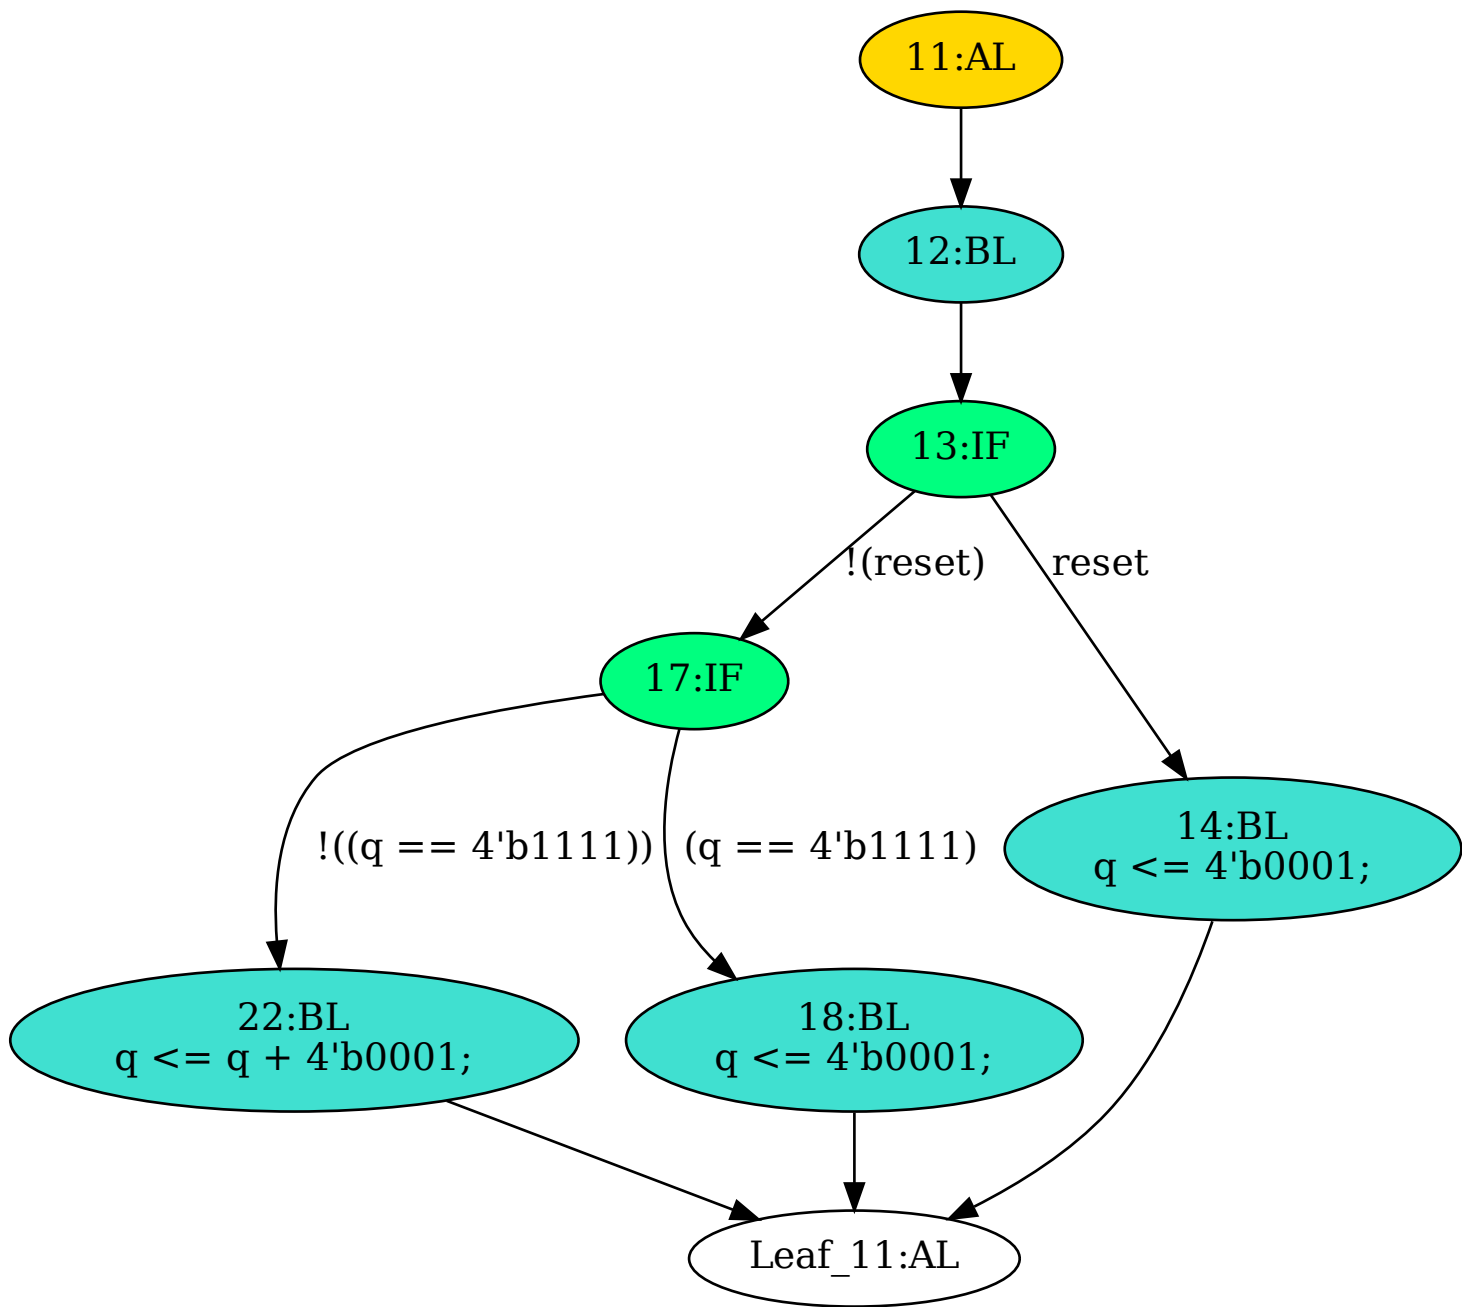 11:AL
12:BL
13:IF
!(reset)
reset
17:IF
!((q == 4'b1111))
(q == 4'b1111)
14:BL
q <= 4'b0001;
22:BL
q <= q + 4'b0001;
18:BL
q <= 4'b0001;
Leaf_11:AL